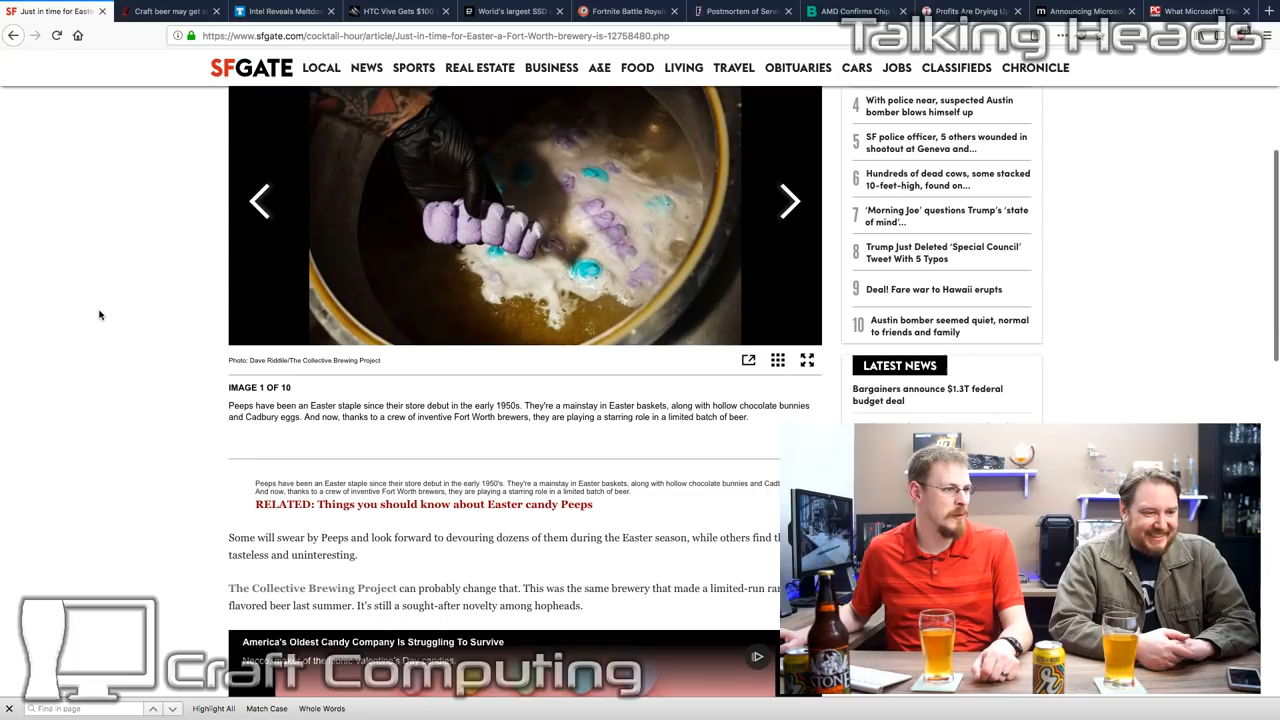 SF Just in time for Easte
Craft beer may get c
Intel Reveals Meltdow
HTC Vive Gets $100
World's largest SSD
Fortnite Battle Royal
Postmortem of Servic
AMD Confirms Chip V
Profits Are Drying Up
Announcing Microsof
PC What Microsoft's Dir
https://www.sfgate.com/cocktail-hour/article/Just-in-time-for-Easter-a-Fort-Worth-brewery-is-12758480.php
Talking Heads
SFGATE LOCAL NEWS SPORTS REAL ESTATE BUSINESS A&E FOOD LIVING TRAVEL OBITUARIES CARS JOBS CLASSIFIEDS CHRONICLE
4 With police near, suspected Austin
bomber blows himself up
5 SF police officer, 5 others wounded in
shootout at Geneva and...
6 Hundreds of dead cows, some stacked
10-feet-high, found on...
7 'Morning Joe' questions Trump's 'state
of mind'...
8 Trump Just Deleted 'Special Council'
Tweet With 5 Typos
9 Deal! Fare war to Hawaii erupts
10 Austin bomber seemed quiet, normal
to friends and family
LATEST NEWS
Bargainers announce $1.3T federal
budget deal
Photo: Dave Riddile/The Collective Brewing Project
IMAGE 1 OF 10
Peeps have been an Easter staple since their store debut in the early 1950s. They're a mainstay in Easter baskets, along with hollow chocolate bunnies
and Cadbury eggs. And now, thanks to a crew of inventive Fort Worth brewers, they are playing a starring role in a limited batch of beer.
Peeps have been an Easter staple since their store debut in the early 1950's. They're a mainstay in Easter baskets, along with hollow chocolate bunnies and Cadb
And now, thanks to a crew of inventive Fort Worth brewers, they are playing a starring role in a limited batch of beer.
RELATED: Things you should know about Easter candy Peeps
Some will swear by Peeps and look forward to devouring dozens of them during the Easter season, while others find th
tasteless and uninteresting.
The Collective Brewing Project can probably change that. This was the same brewery that made a limited-run ra
flavored beer last summer. It's still a sought-after novelty among hopheads.
America's Oldest Candy Company Is Struggling To Survive
Necco, maker of the iconic Valentine's Day candies.
Craft Computing
STONE
Find in page
Highlight All
Match Case
Whole Words